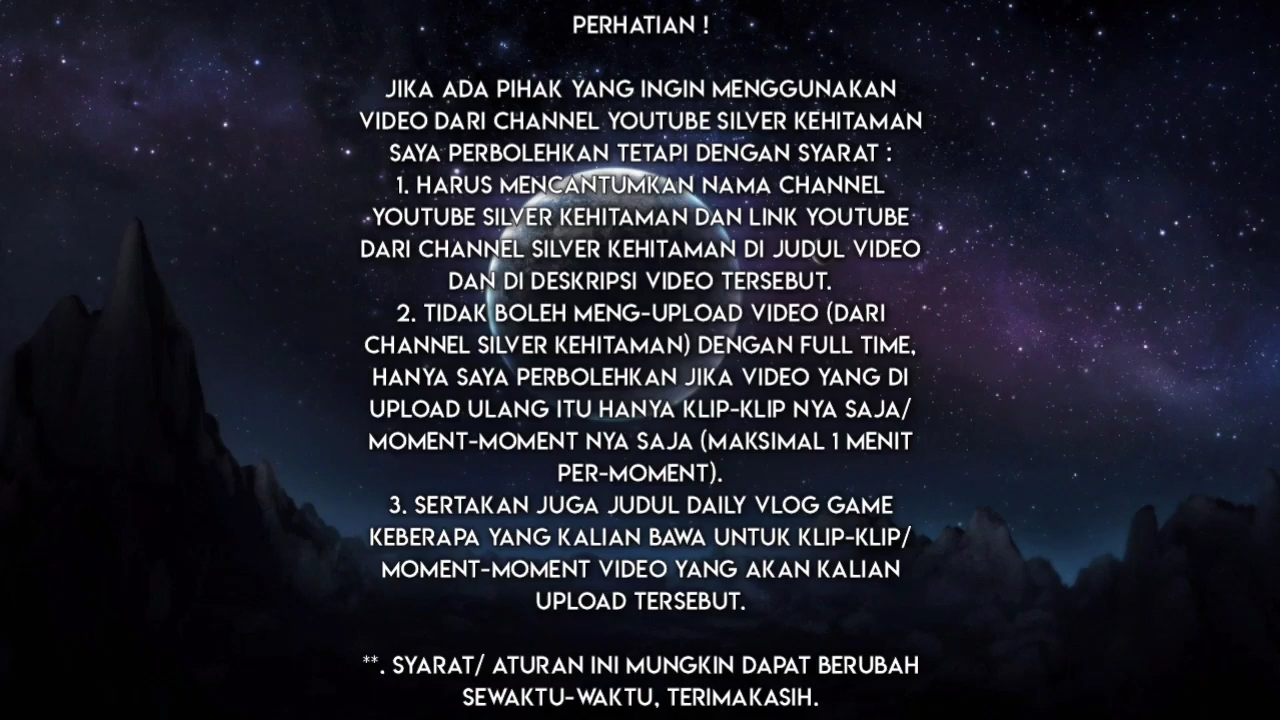 PERHATIAN !
JIKA ADA PIHAK YANG INGIN MENGGUNAKAN
VIDEO DARI CHANNEL YOUTUBE SILVER KEHITAMAN
SAYA PERBOLEHKAN TETAPI DENGAN SYARAT :
1. HARUS MENCANTUMKAN NAMA CHANNEL
YOUTUBE SILVER KEHITAMAN DAN LINK YOUTUBE
DARI CHANNEL SILVER KEHITAMAN DI JUDUL VIDEO
DAN DI DESKRIPSI VIDEO TERSEBUT.
2. TIDAK BOLEH MENG-UPLOAD VIDEO (DARI
CHANNEL SILVER KEHITAMAN) DENGAN FULL TIME,
HANYA SAYA PERBOLEHKAN JIKA VIDEO YANG DI
UPLOAD ULANG ITU HANYA KLIP-KLIP NYA SAJA/
MOMENT-MOMENT NYA SAJA (MAKSIMAL 1 MENIT
PER-MOMENT).
3. SERTAKAN JUGA JUDUL DAILY VLOG GAME
KEBERAPA YANG KALIAN BAWA UNTUK KLIP-KLIP/
MOMENT-MOMENT VIDEO YANG AKAN KALIAN
UPLOAD TERSEBUT.
**. SYARAT/ ATURAN INI MUNGKIN DAPAT BERUBAH
SEWAKTU-WAKTU, TERIMAKASIH.